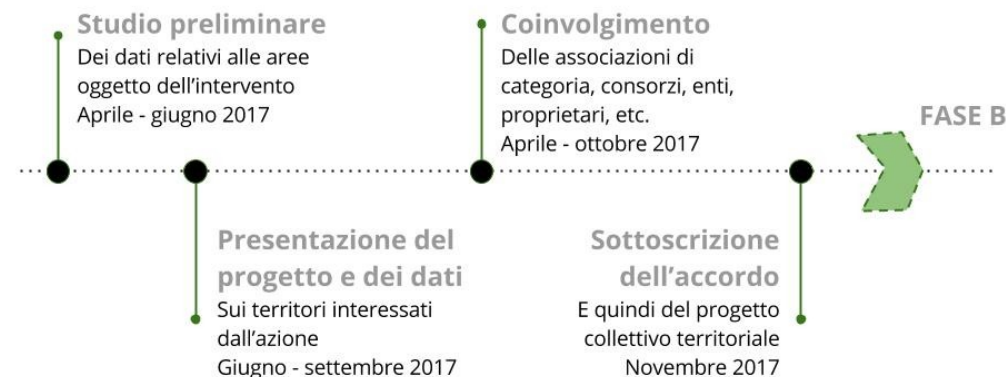 Studio preliminare
Dei dati relativi alle aree
oggetto dell'intervento
Aprile - giugno 2017
Coinvolgimento
Delle associazioni di
categoria, consorzi, enti,
proprietari, etc.
Aprile - ottobre 2017
FASE B
Presentazione del
progetto e dei dati
Sui territori interessati
dall'azione
Giugno - settembre 2017
Sottoscrizione
dell'accordo
E quindi del progetto
collettivo territoriale
Novembre 2017